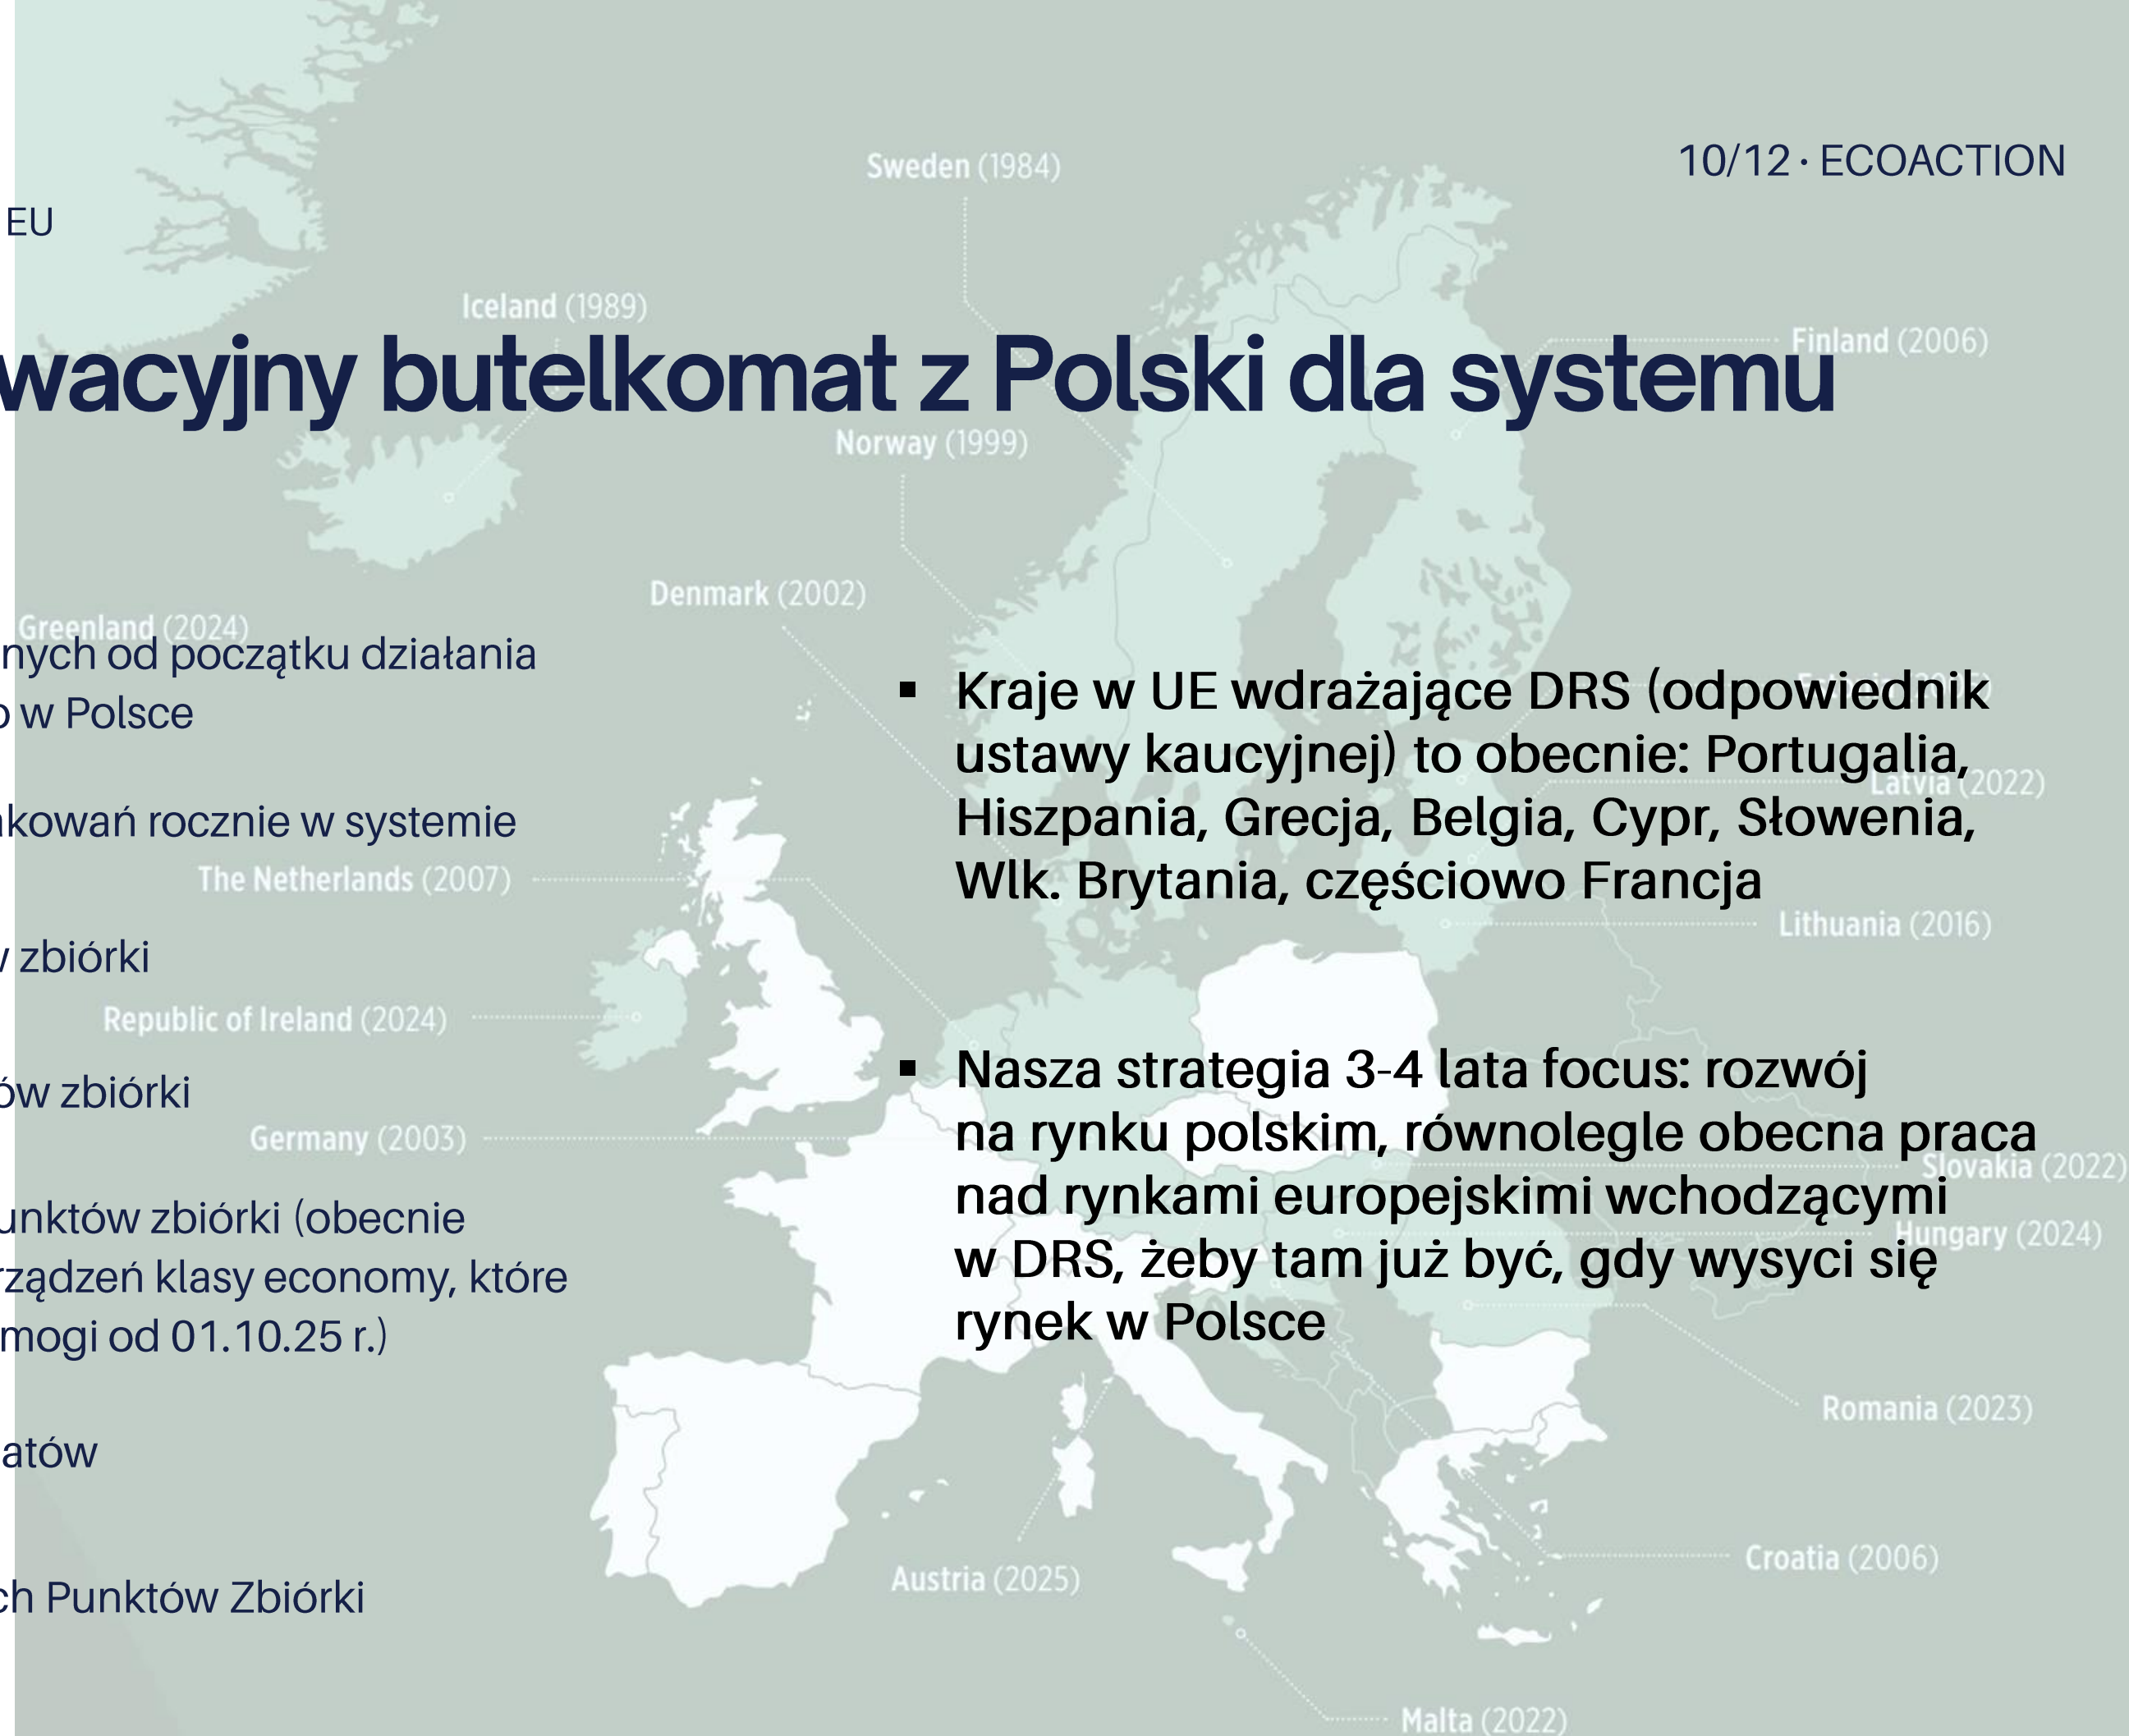 10/12 · ECOACTION
EU
wacyjny butelkomat z Polski dla systemu
nych od początku działania
w Polsce
kowań rocznie w systemie
zbiórki
ów zbiórki
unktów zbiórki (obecnie
rządzeń klasy economy, które
mogi od 01.10.25 r.)
atów
ch Punktów Zbiórki
▪ Kraje w UE wdrażające DRS (odpowiednik
ustawy kaucyjnej) to obecnie: Portugalia,
Hiszpania, Grecja, Belgia, Cypr, Słowenia,
Wlk. Brytania, częściowo Francja
▪ Nasza strategia 3-4 lata focus: rozwój
na rynku polskim, równolegle obecna praca
nad rynkami europejskimi wchodzącymi
w DRS, żeby tam już być, gdy wysyci się
rynek w Polsce
Sweden (1984)
Iceland (1989)
Finland (2006)
Norway (1999)
Denmark (2002)
Greenland (2024)
Latvia (2022)
The Netherlands (2007)
Lithuania (2016)
Republic of Ireland (2024)
Germany (2003)
Slovakia (2022)
Hungary (2024)
Romania (2023)
Croatia (2006)
Austria (2025)
Malta (2022)